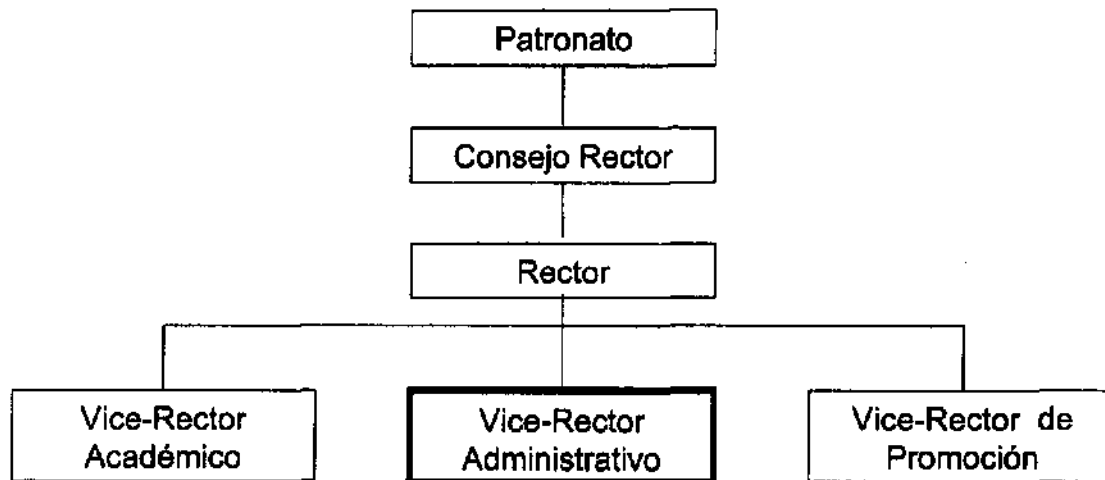 Patronato
Consejo Rector
Rector
Vice-Rector
Académico
Vice-Rector
Administrativo
Vice-Rector de
Promoción